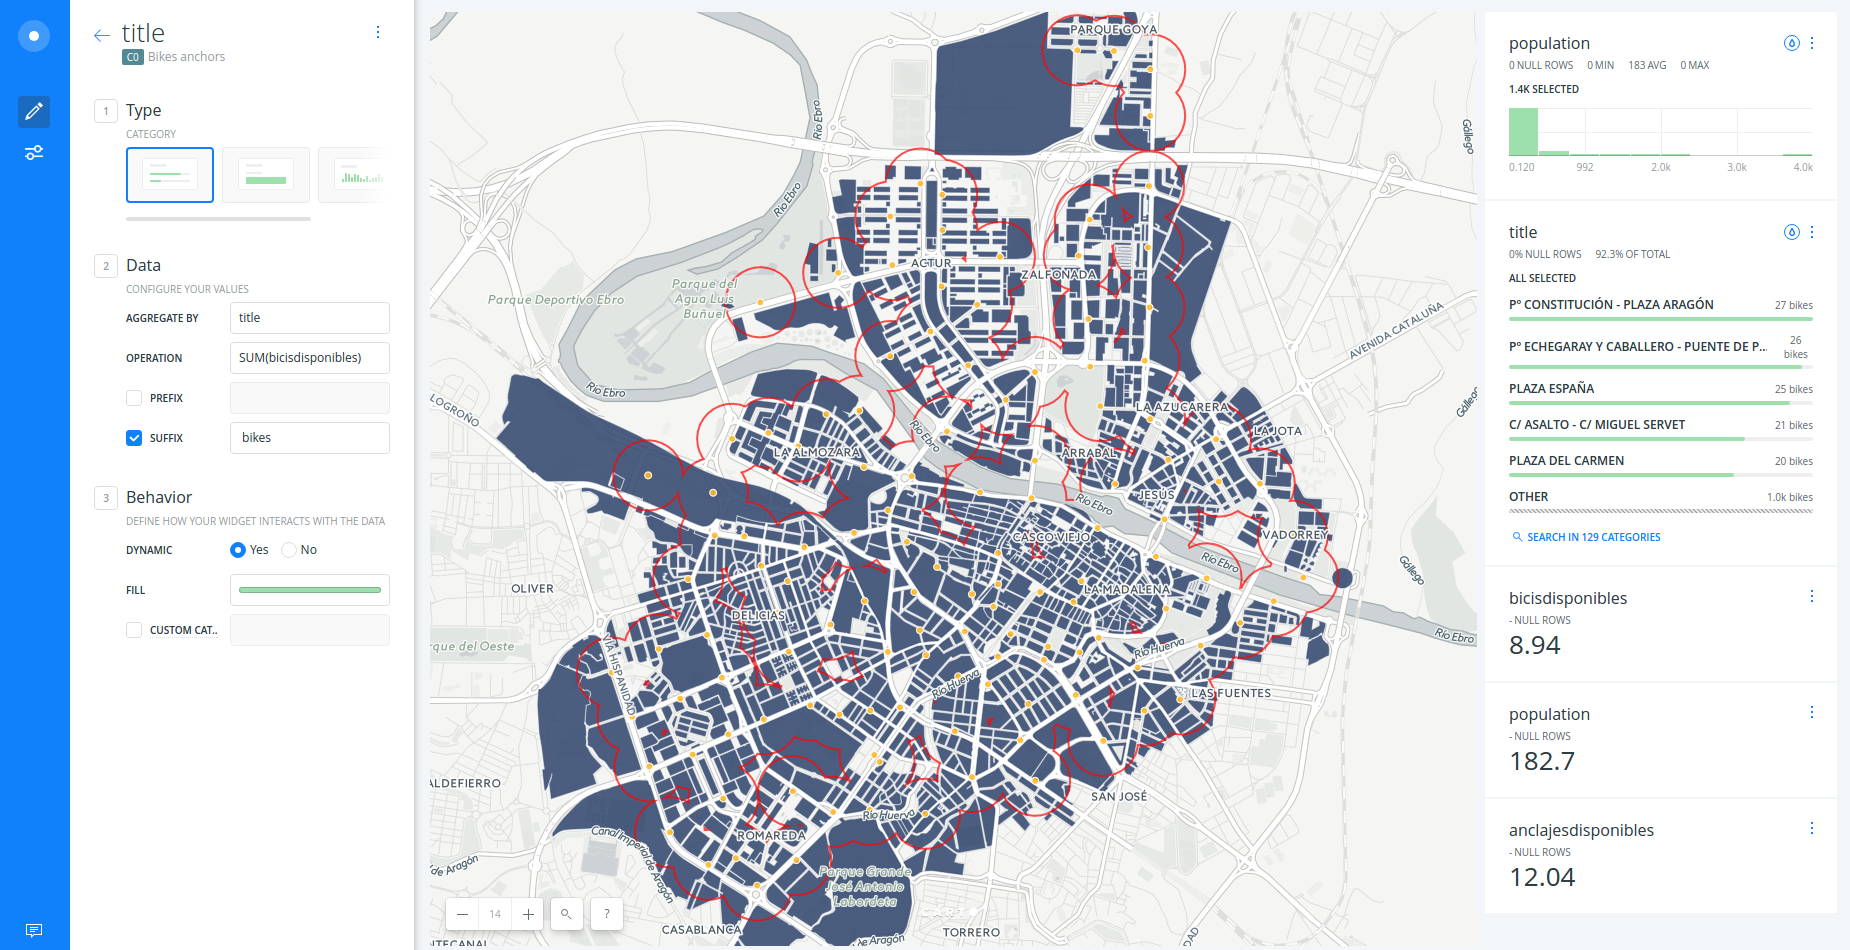 title
C0 Bikes anchors
1 Type
CATEGORY
2 Data
CONFIGURE YOUR VALUES
AGGREGATE BY title
OPERATION SUM(bicisdisponibles)
PREFIX
SUFFIX bikes
3 Behavior
DEFINE HOW YOUR WIDGET INTERACTS WITH THE DATA
DYNAMIC Yes No
FILL
CUSTOM CAT..
PARQUE GOYA
Río Ebro
Gállego
Río Ebro
ACTUR
ZALFONADA
Parque Deportivo Ebro
Parque del
Agua Luis
Buñuel
AVENIDA CATALUÑA
Río Ebro
LOGROÑO
Gállego
LA AZUCARERA
LA JOTA
Río Ebro
LA ALMOZARA
ARRABAL
JESÚS
Río Ebro
CASCO VIEJO
VADORREY
Río Ebro
Gállego
OLIVER
LA MADALENA
DELICIAS
Río Ebro
rque del Oeste
VÍA HISPANIDAD
Río Huerva
Río Huerva
LAS FUENTES
ALDEFIERRO
SAN JOSÉ
Río Huerva
ROMAREDA
Canal Imperial de Aragón
de Aragón
Parque Grande
José Antonio
Labordeta
14
?
CARTO
CASABLANCA
TORRERO
de Aragón
NTECANAL
DAD
population
0 NULL ROWS 0 MIN 183 AVG 0 MAX
1.4K SELECTED
0.120 992 2.0k 3.0k 4.0k
title
0% NULL ROWS 92.3% OF TOTAL
ALL SELECTED
Pº CONSTITUCIÓN - PLAZA ARAGÓN 27 bikes
Pº ECHEGARAY Y CABALLERO - PUENTE DE P... 26 bikes
PLAZA ESPAÑA 25 bikes
C/ ASALTO - C/ MIGUEL SERVET 21 bikes
PLAZA DEL CARMEN 20 bikes
OTHER 1.0k bikes
SEARCH IN 129 CATEGORIES
bicisdisponibles
- NULL ROWS
8.94
population
- NULL ROWS
182.7
anclajesdisponibles
- NULL ROWS
12.04